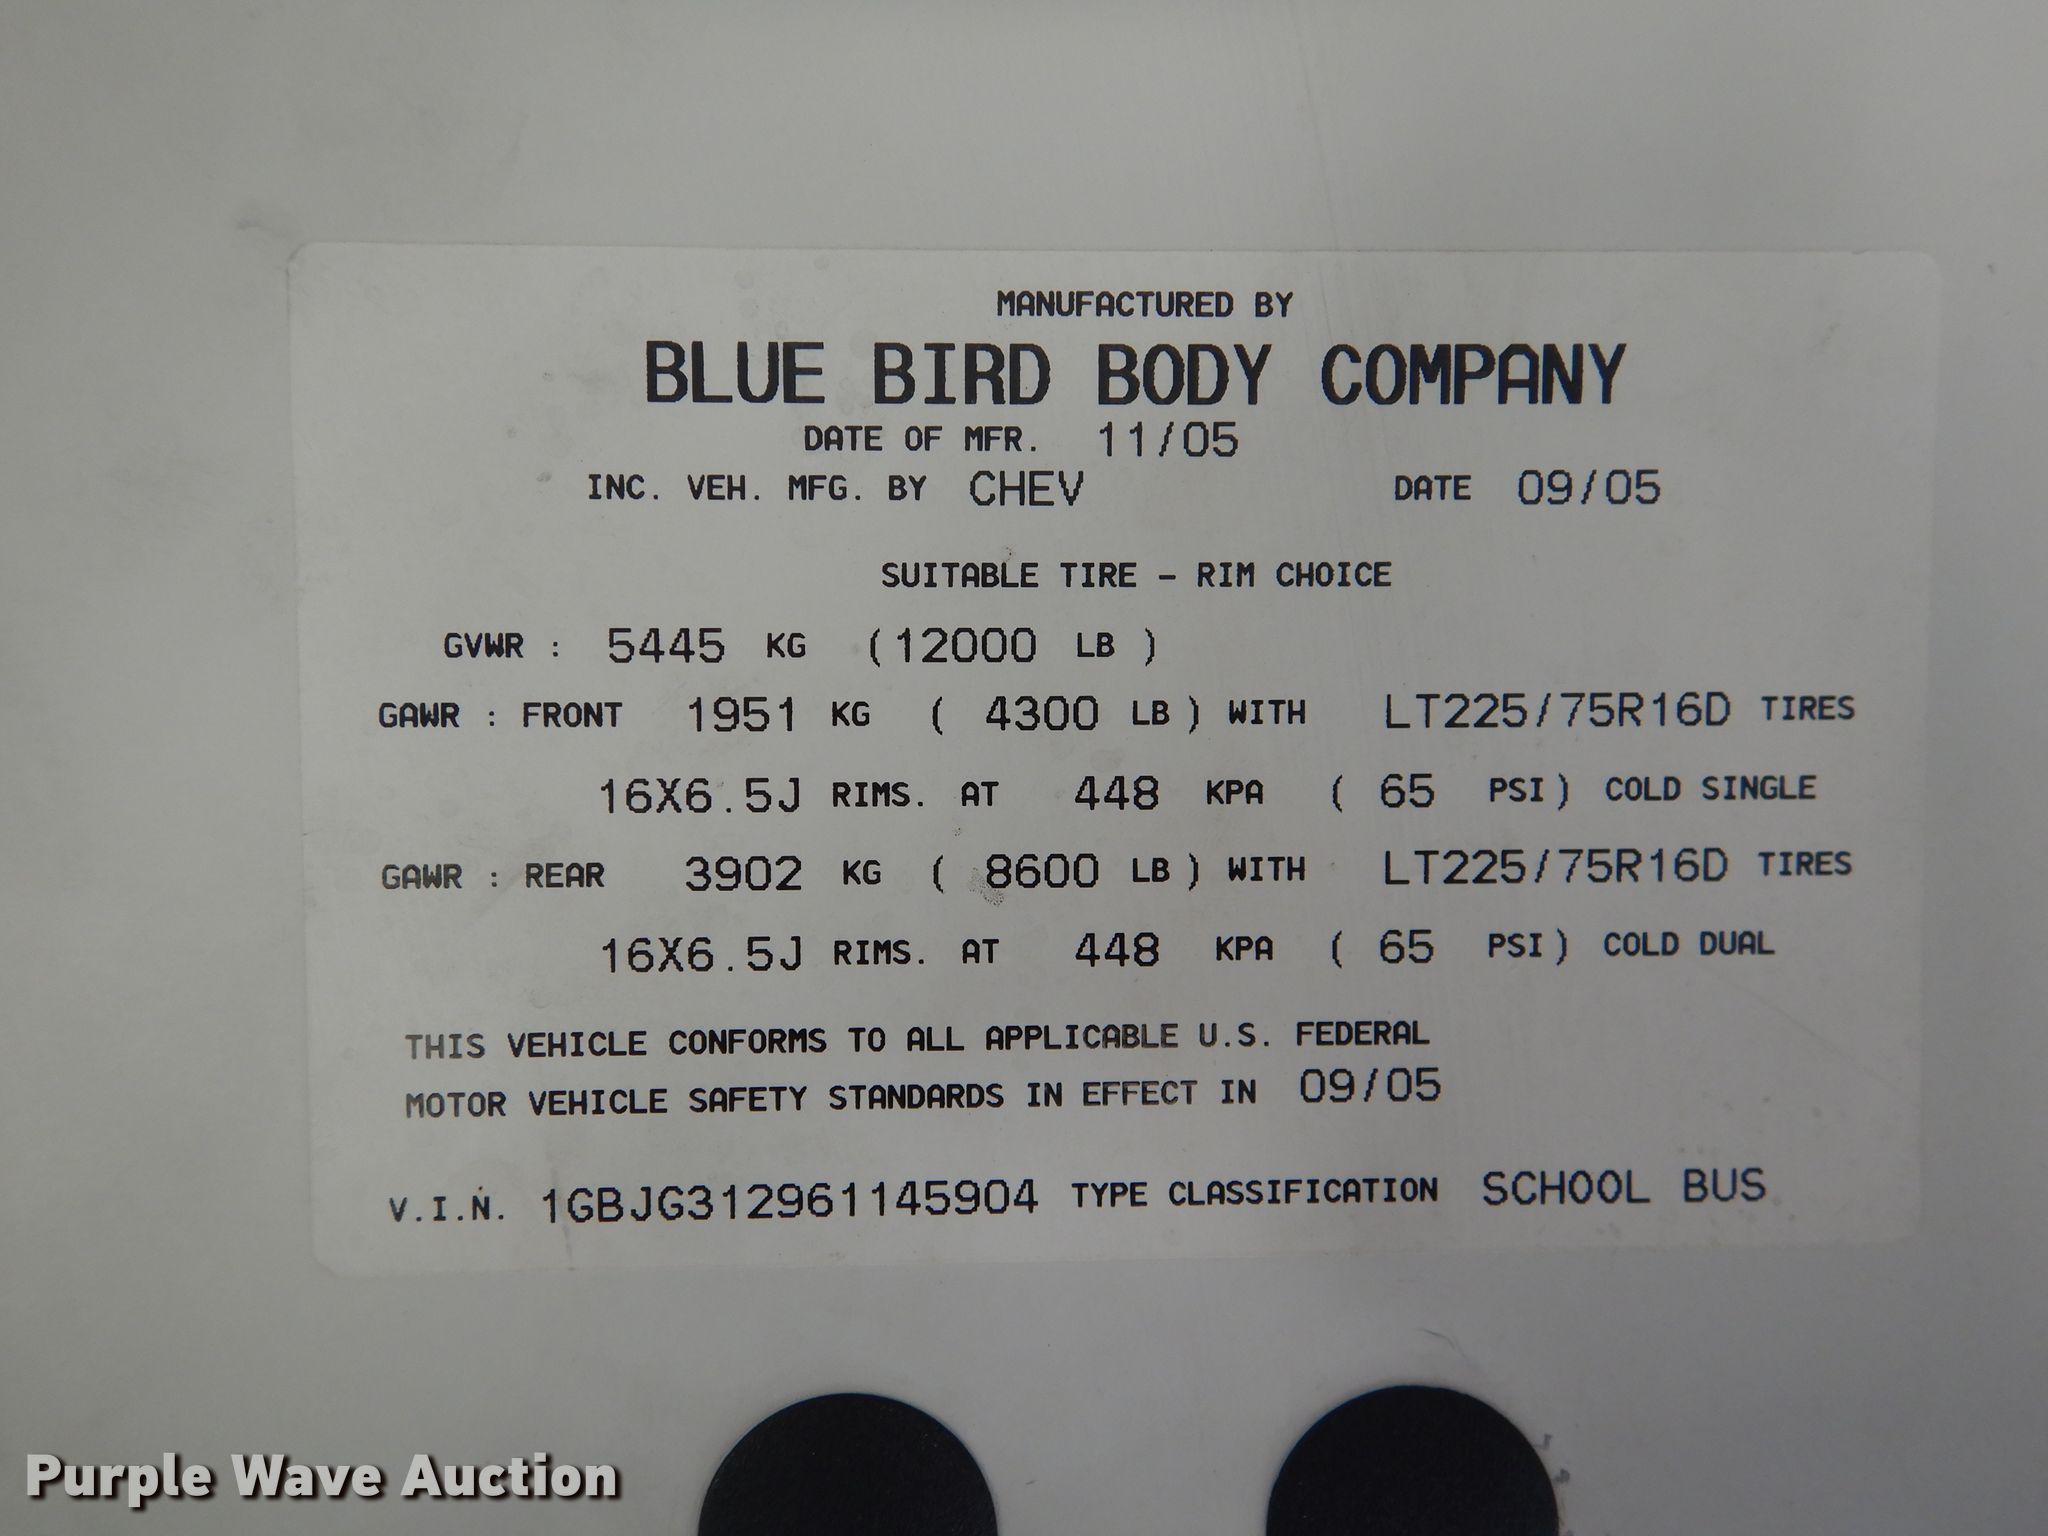 MANUFACTURED BY
BLUE BIRD BODY COMPANY
DATE OF MFR. 11/05
INC. VEH. MFG. BY CHEV DATE 09/05
SUITABLE TIRE - RIM CHOICE
GVWR : 5445 KG (12000 LB )
GAWR : FRONT 1951 KG ( 4300 LB ) WITH LT225/75R16D TIRES
16X6.5J RIMS. AT 448 KPA ( 65 PSI ) COLD SINGLE
GAWR : REAR 3902 KG ( 8600 LB ) WITH LT225/75R16D TIRES
16X6.5J RIMS. AT 448 KPA ( 65 PSI ) COLD DUAL
THIS VEHICLE CONFORMS TO ALL APPLICABLE U.S. FEDERAL
MOTOR VEHICLE SAFETY STANDARDS IN EFFECT IN 09/05
V.I.N. 1GBJG312961145904 TYPE CLASSIFICATION SCHOOL BUS
Purple Wave Auction